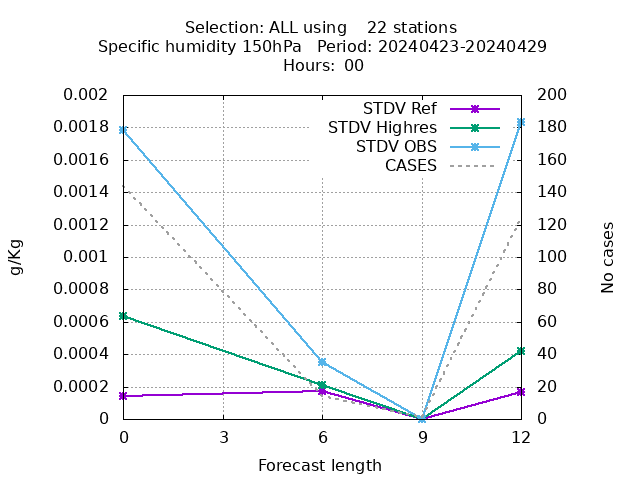 Selection: ALL using    22 stations
Specific humidity 150hPa   Period: 20240423-20240429
Hours: 00
STDV Ref
STDV Highres
STDV OBS
CASES
0.002
0.0018
0.0016
0.0014
0.0012
0.001
0.0008
0.0006
0.0004
0.0002
0
200
180
160
140
120
100
80
60
40
20
0
g/Kg
No cases
0 3 6 9 12
Forecast length